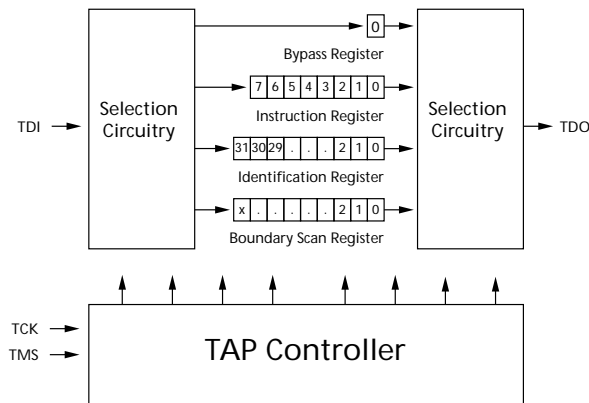 0
Bypass Register
7 6 5 4 3 2 1 0
Instruction Register
Selection
Circuitry
Selection
Circuitry
TDI
TDO
31 30 29 . . . 2 1 0
Identification Register
x . . . . . 2 1 0
Boundary Scan Register
TCK
TMS
TAP Controller